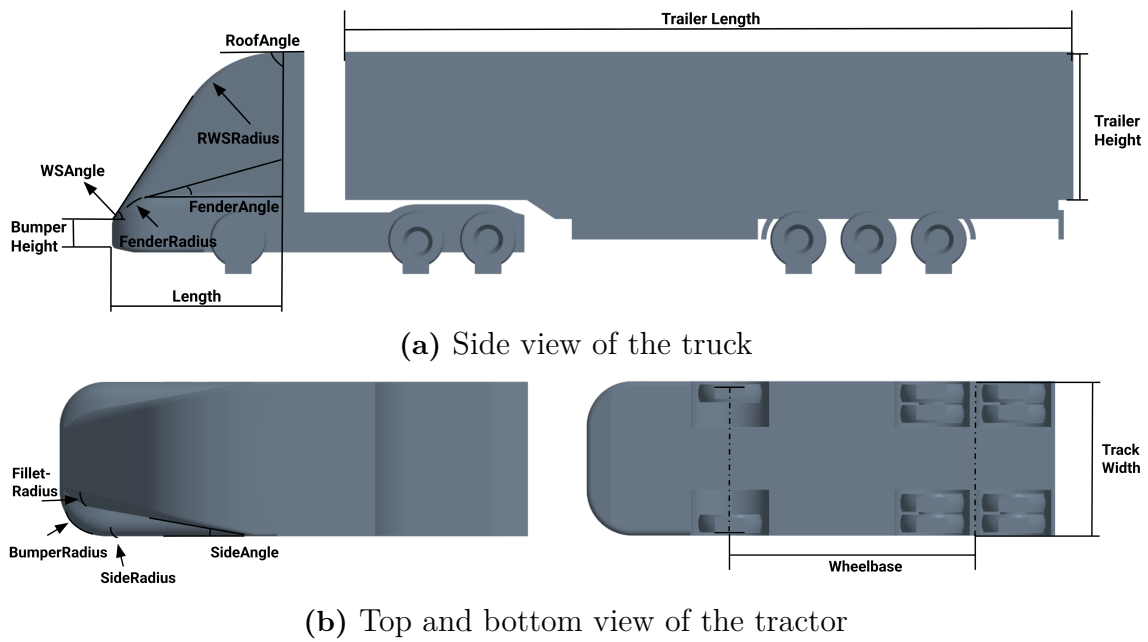 Trailer Length
RoofAngle
RWSRadius
Trailer
Height
WSAngle
FenderAngle
Bumper
Height
FenderRadius
Length
(a) Side view of the truck
Fillet-
Radius
Track
Width
BumperRadius
SideAngle
SideRadius
Wheelbase
(b) Top and bottom view of the tractor